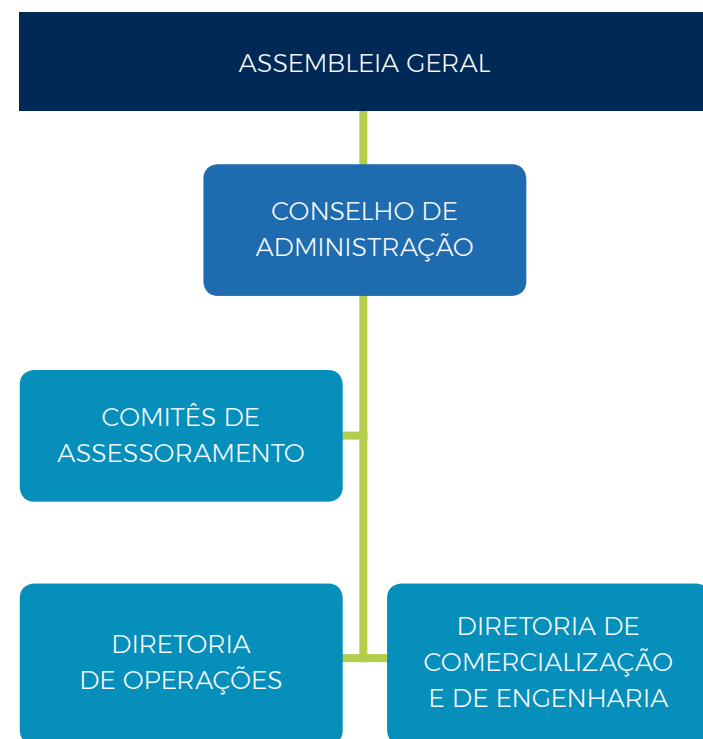 ASSEMBLEIA GERAL
CONSELHO DE
ADMINISTRAÇÃO
COMITÊS DE
ASSESSORAMENTO
DIRETORIA
DE OPERAÇÕES
DIRETORIA DE
COMERCIALIZAÇÃO
E DE ENGENHARIA